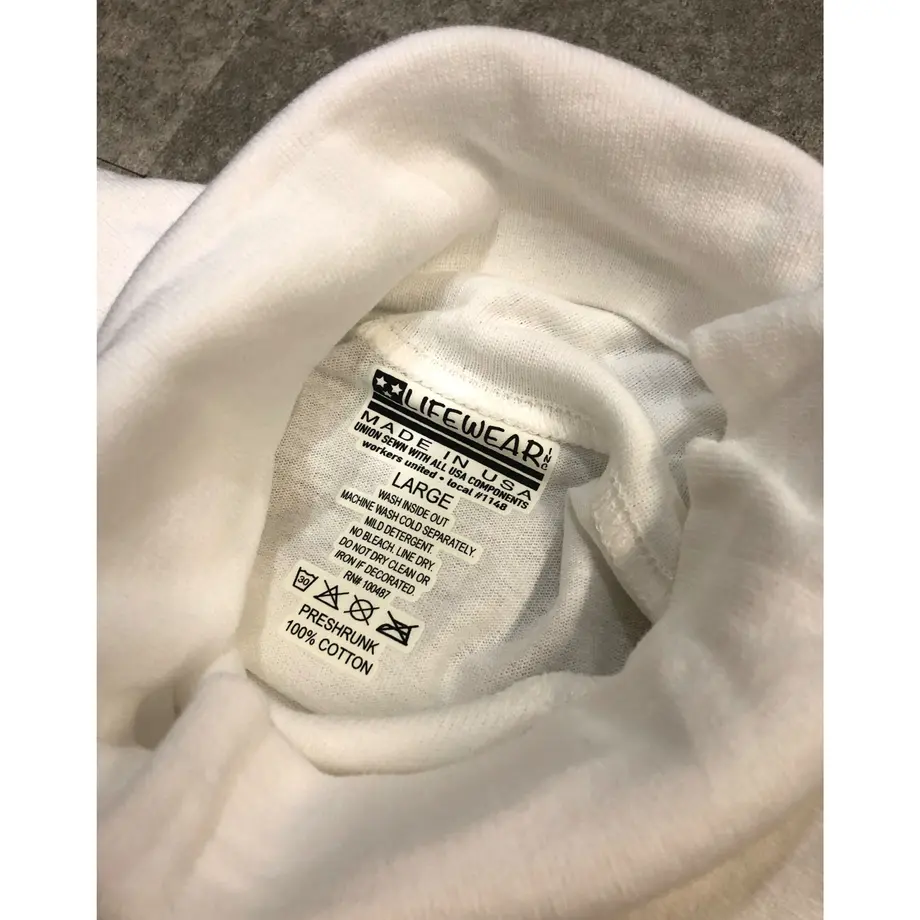 LIFEWEAR INC
MADE IN USA
UNION SEWN WITH ALL USA COMPONENTS
workers united • local #1148
LARGE
WASH INSIDE OUT
MACHINE WASH COLD SEPARATELY.
MILD DETERGENT.
NO BLEACH. LINE DRY.
DO NOT DRY CLEAN OR
IRON IF DECORATED.
RN# 100487
30
PRESHRUNK
100% COTTON